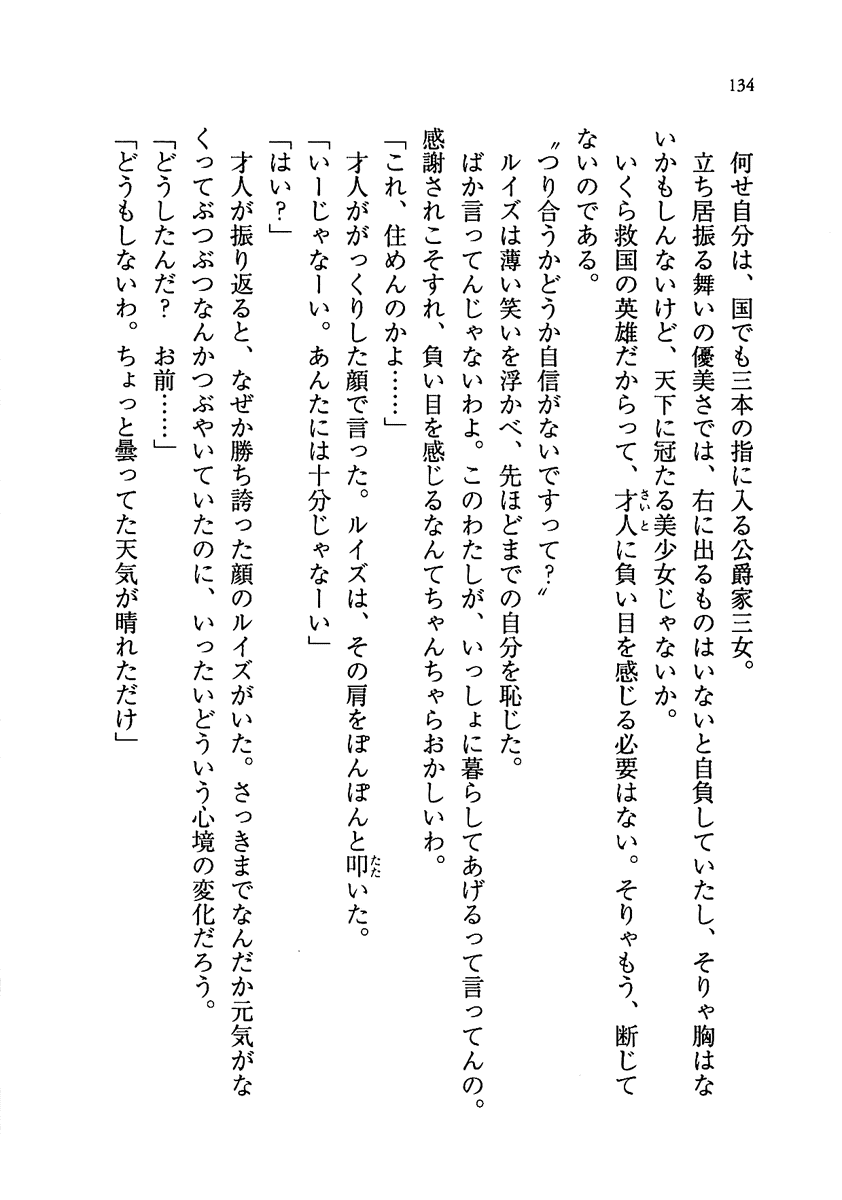 134
何せ自分は、国でも三本の指に入る公爵家三女。
立ち居振る舞いの優美さでは、右に出るものはいないと自負していたし、そりゃ胸はな
いかもしんないけど、天下に冠たる美少女じゃないか。
いくら救国の英雄だからって、才人に負い目を感じる必要はない。そりゃもう、断じて
さいと
ないのである。
〝つり合うかどうか自信がないですって？〟
ルイズは薄い笑いを浮かべ、先ほどまでの自分を恥じた。
ばか言ってんじゃないわよ。このわたしが、いっしょに暮らしてあげるって言ってんの。
感謝されこそすれ、負い目を感じるなんてちゃんちゃらおかしいわ。
「これ、住めんのかよ……」
才人ががっくりした顔で言った。ルイズは、その肩をぽんぽんと叩いた。
たた
「いーじゃなーい。あんたには十分じゃなーい」
「はい？」
才人が振り返ると、なぜか勝ち誇った顔のルイズがいた。さっきまでなんだか元気がな
くってぶつぶつなんかつぶやいていたのに、いったいどういう心境の変化だろう。
「どうしたんだ？　お前……」
「どうもしないわ。ちょっと曇ってた天気が晴れただけ」